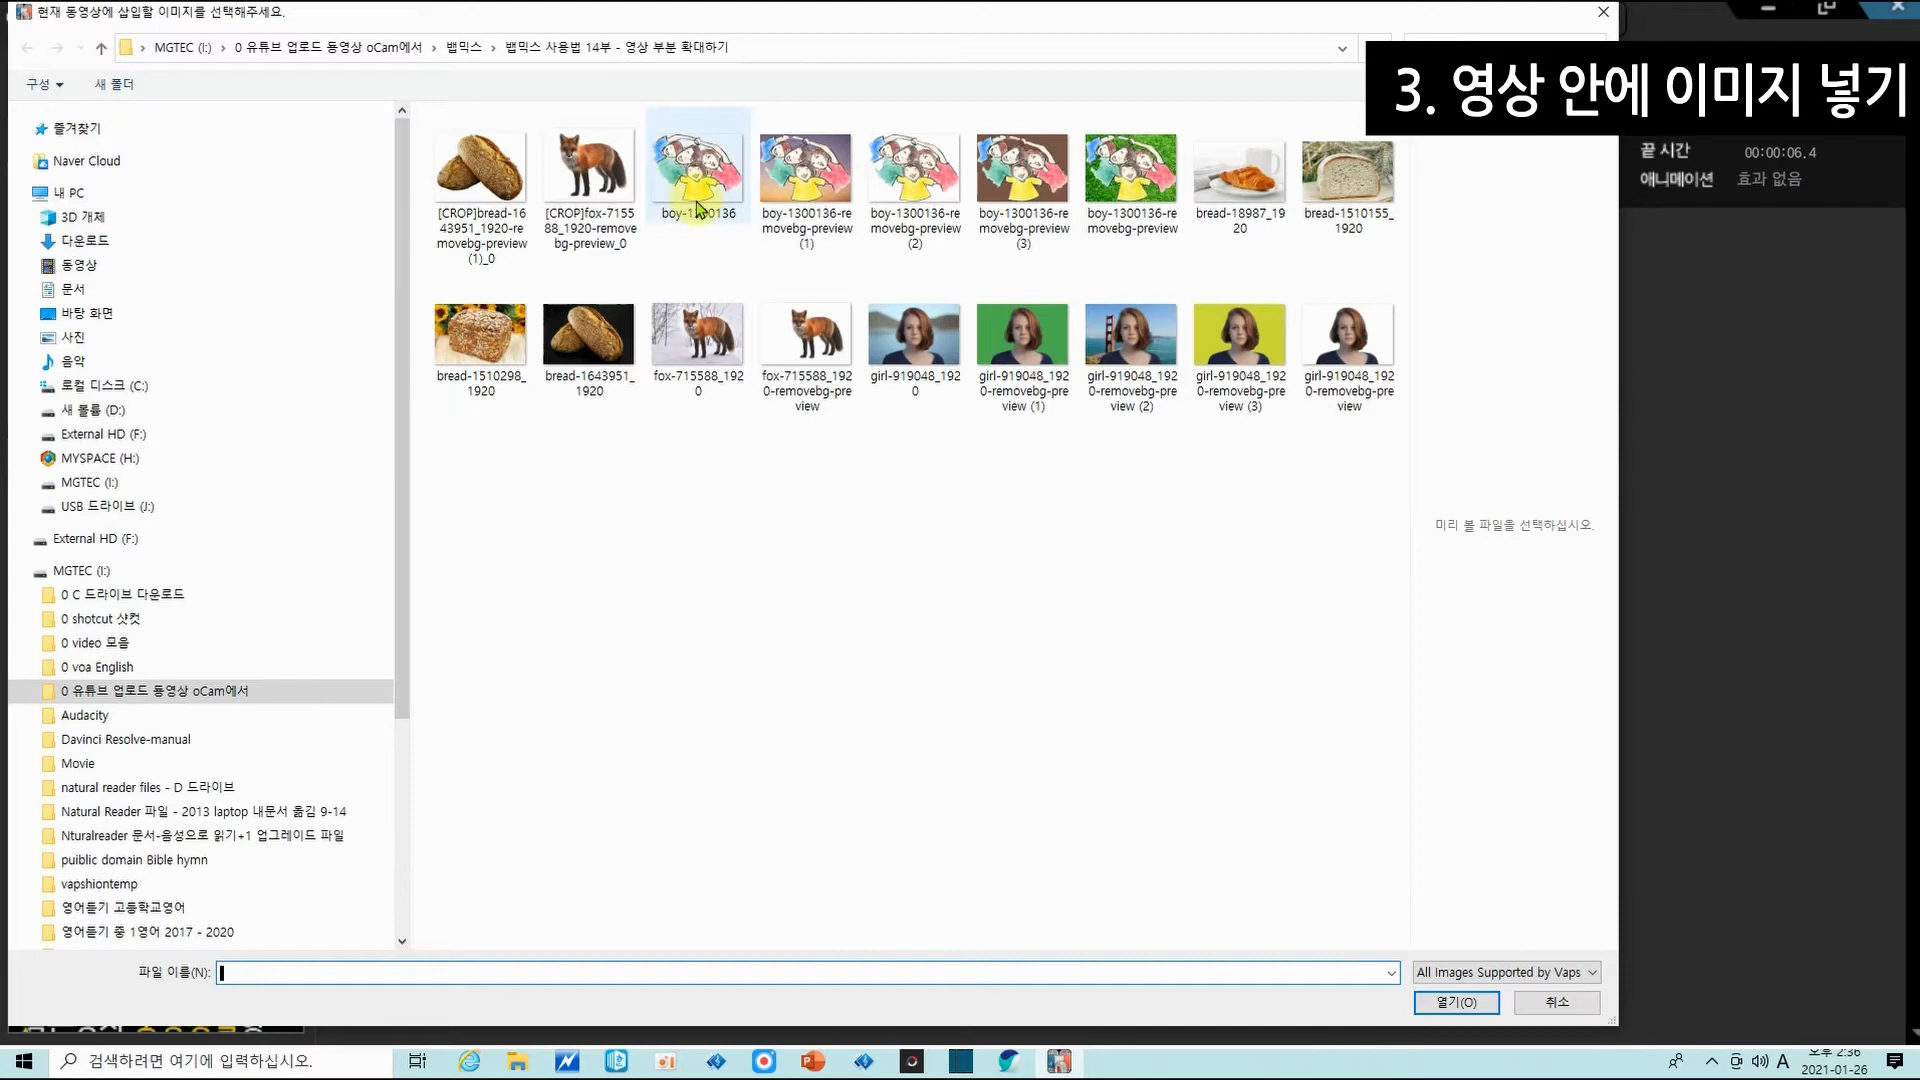 현재 동영상에 삽입할 이미지를 선택해주세요.
MGTEC (I:) › 0 유튜브 업로드 동영상 oCam에서 › 뱁믹스 › 뱁믹스 사용법 14부 - 영상 부분 확대하기
3. 영상 안에 이미지 넣기
구성
새 폴더
끝 시간 00:00:06.4
애니메이션 효과 없음
즐겨찾기
Naver Cloud
내 PC
3D 개체
다운로드
동영상
문서
바탕 화면
사진
음악
로컬 디스크 (C:)
새 볼륨 (D:)
External HD (F:)
MYSPACE (H:)
MGTEC (I:)
USB 드라이브 (J:)
External HD (F:)
MGTEC (I:)
0 C 드라이브 다운로드
0 shotcut 샷컷
0 video 모음
0 voa English
0 유튜브 업로드 동영상 oCam에서
Audacity
Davinci Resolve-manual
Movie
natural reader files - D 드라이브
Natural Reader 파일 - 2013 laptop 내문서 옮김 9-14
Nturalreader 문서-음성으로 읽기+1 업그레이드 파일
puiblic domain Bible hymn
vapshiontemp
영어듣기 고등학교영어
영어듣기 중 1영어 2017 - 2020
[CROP]bread-16
43951_1920-re
movebg-preview
(1)_0
[CROP]fox-7155
88_1920-remove
bg-preview_0
boy-1300136
boy-1300136-re
movebg-preview
(1)
boy-1300136-re
movebg-preview
(2)
boy-1300136-re
movebg-preview
(3)
boy-1300136-re
movebg-preview
bread-18987_19
20
bread-1510155_
1920
bread-1510298_
1920
bread-1643951_
1920
fox-715588_192
0
fox-715588_192
0-removebg-pre
view
girl-919048_192
0
girl-919048_192
0-removebg-pre
view (1)
girl-919048_192
0-removebg-pre
view (2)
girl-919048_192
0-removebg-pre
view (3)
girl-919048_192
0-removebg-pre
view
미리 볼 파일을 선택하십시오.
파일 이름(N):
All Images Supported by Vaps
열기(O)
취소
검색하려면 여기에 입력하십시오.
A
오후 2:36
2021-01-26